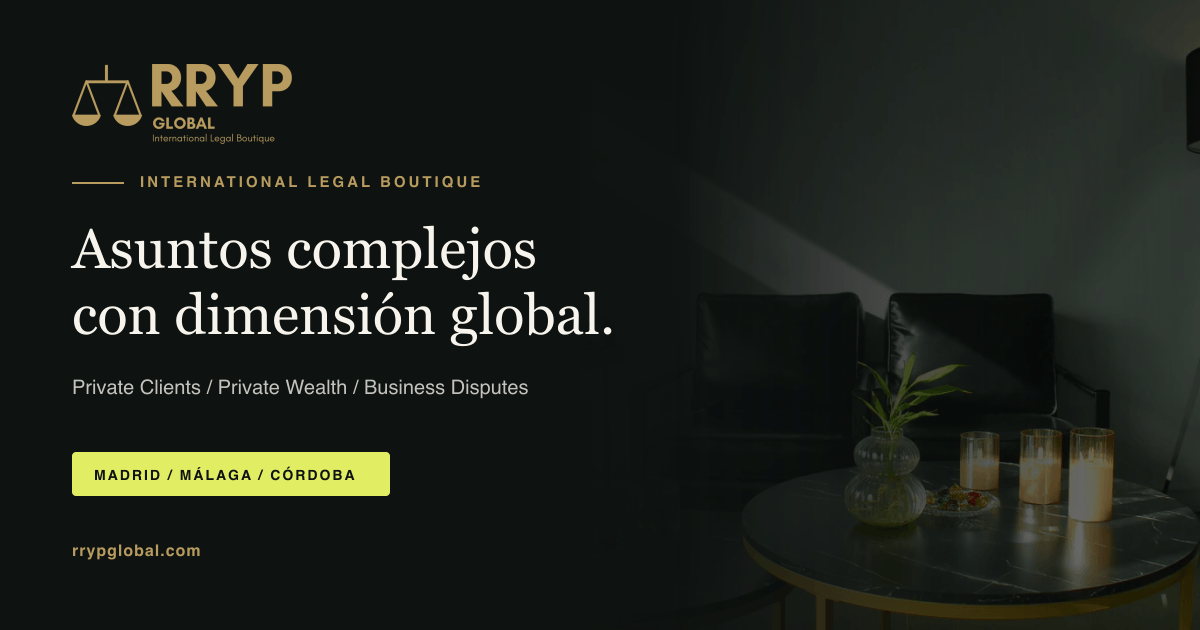 RRYP
GLOBAL
International Legal Boutique
INTERNATIONAL LEGAL BOUTIQUE
Asuntos complejos
con dimensión global.
Private Clients / Private Wealth / Business Disputes
MADRID / MÁLAGA / CÓRDOBA
rrypglobal.com